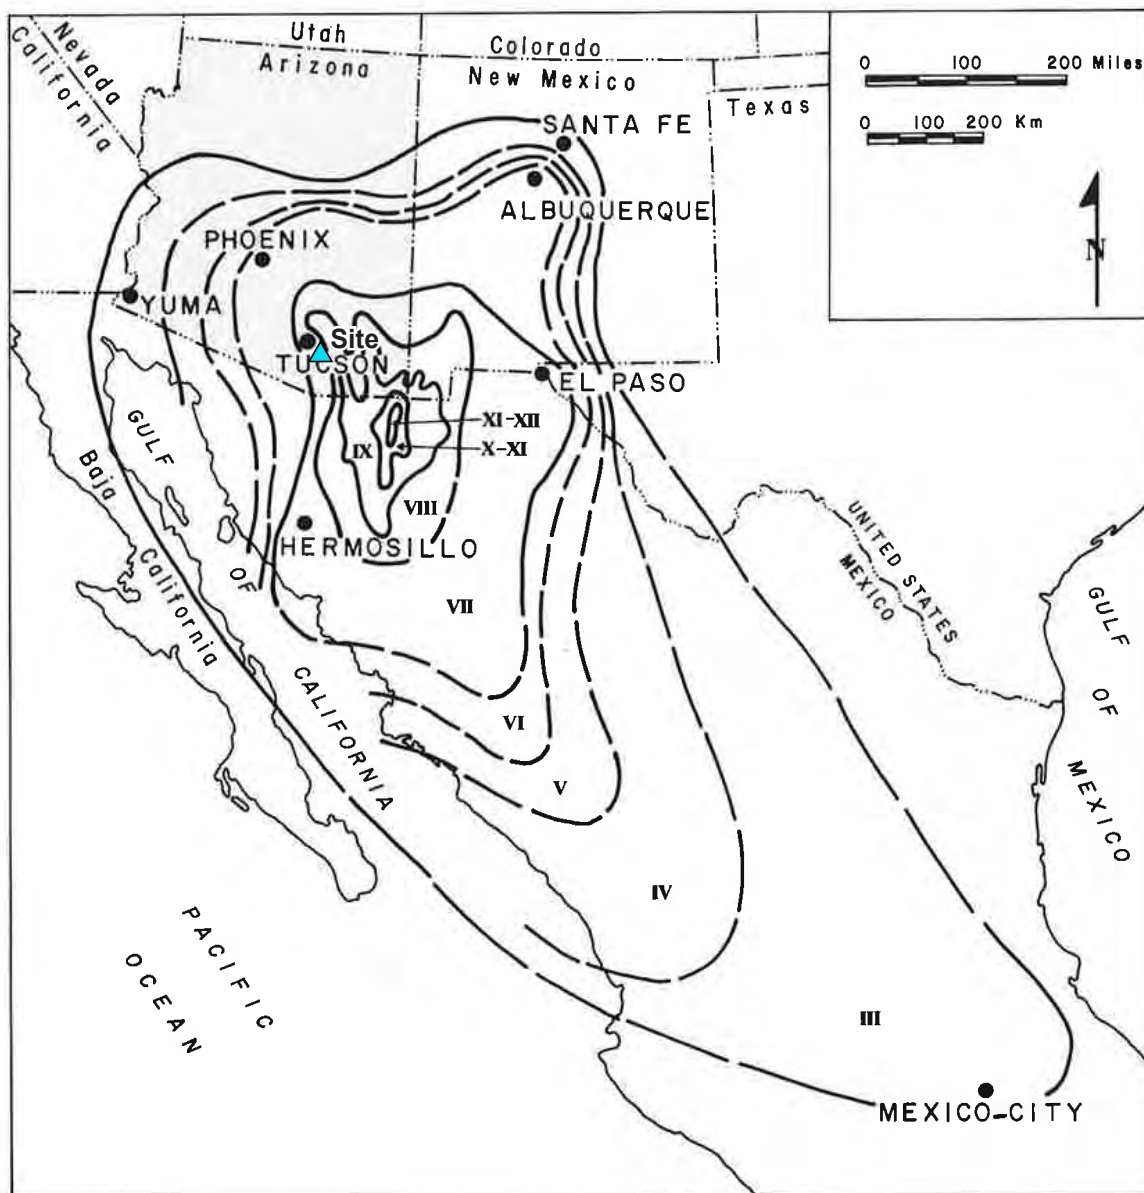 Nevada
California
Utah
Arizona
Colorado
New Mexico
Texas
0 100 200 Miles
0 100 200 Km
N
SANTA FE
ALBUQUERQUE
PHOENIX
YUMA
Site
TUCSON
EL PASO
XI-XII
X-XI
IX
VIII
HERMOSILLO
VII
VI
V
IV
III
GULF
OF
CALIFORNIA
Baja
California
UNITED STATES
MEXICO
GULF
OF
MEXICO
PACIFIC
OCEAN
MEXICO-CITY